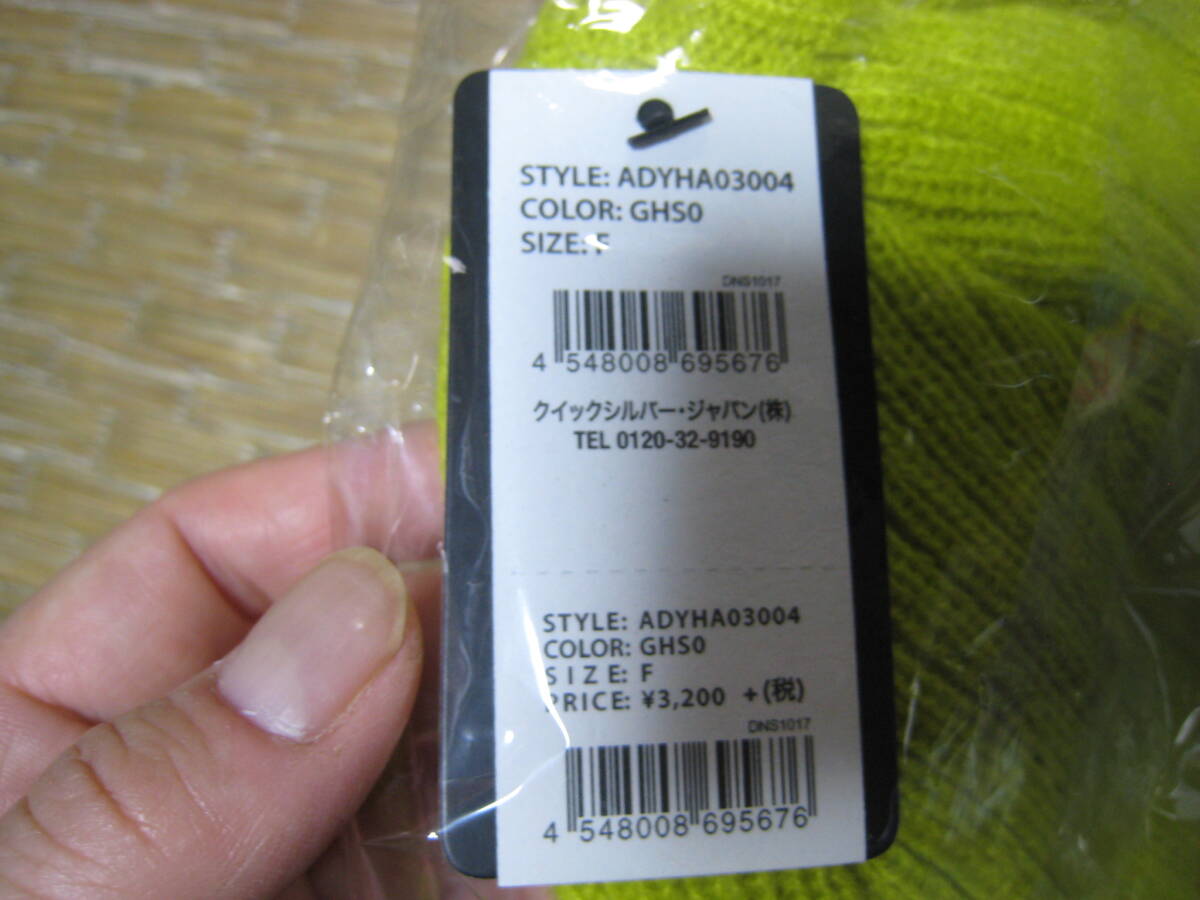 STYLE: ADYHA03004
COLOR: GHS0
SIZE: F
DNS1017
4 548008 695676
クイックシルバー・ジャパン(株)
TEL 0120-32-9190
STYLE: ADYHA03004
COLOR: GHS0
SIZE: F
PRICE: ¥3,200 +(税)
DNS1017
4 548008 695676